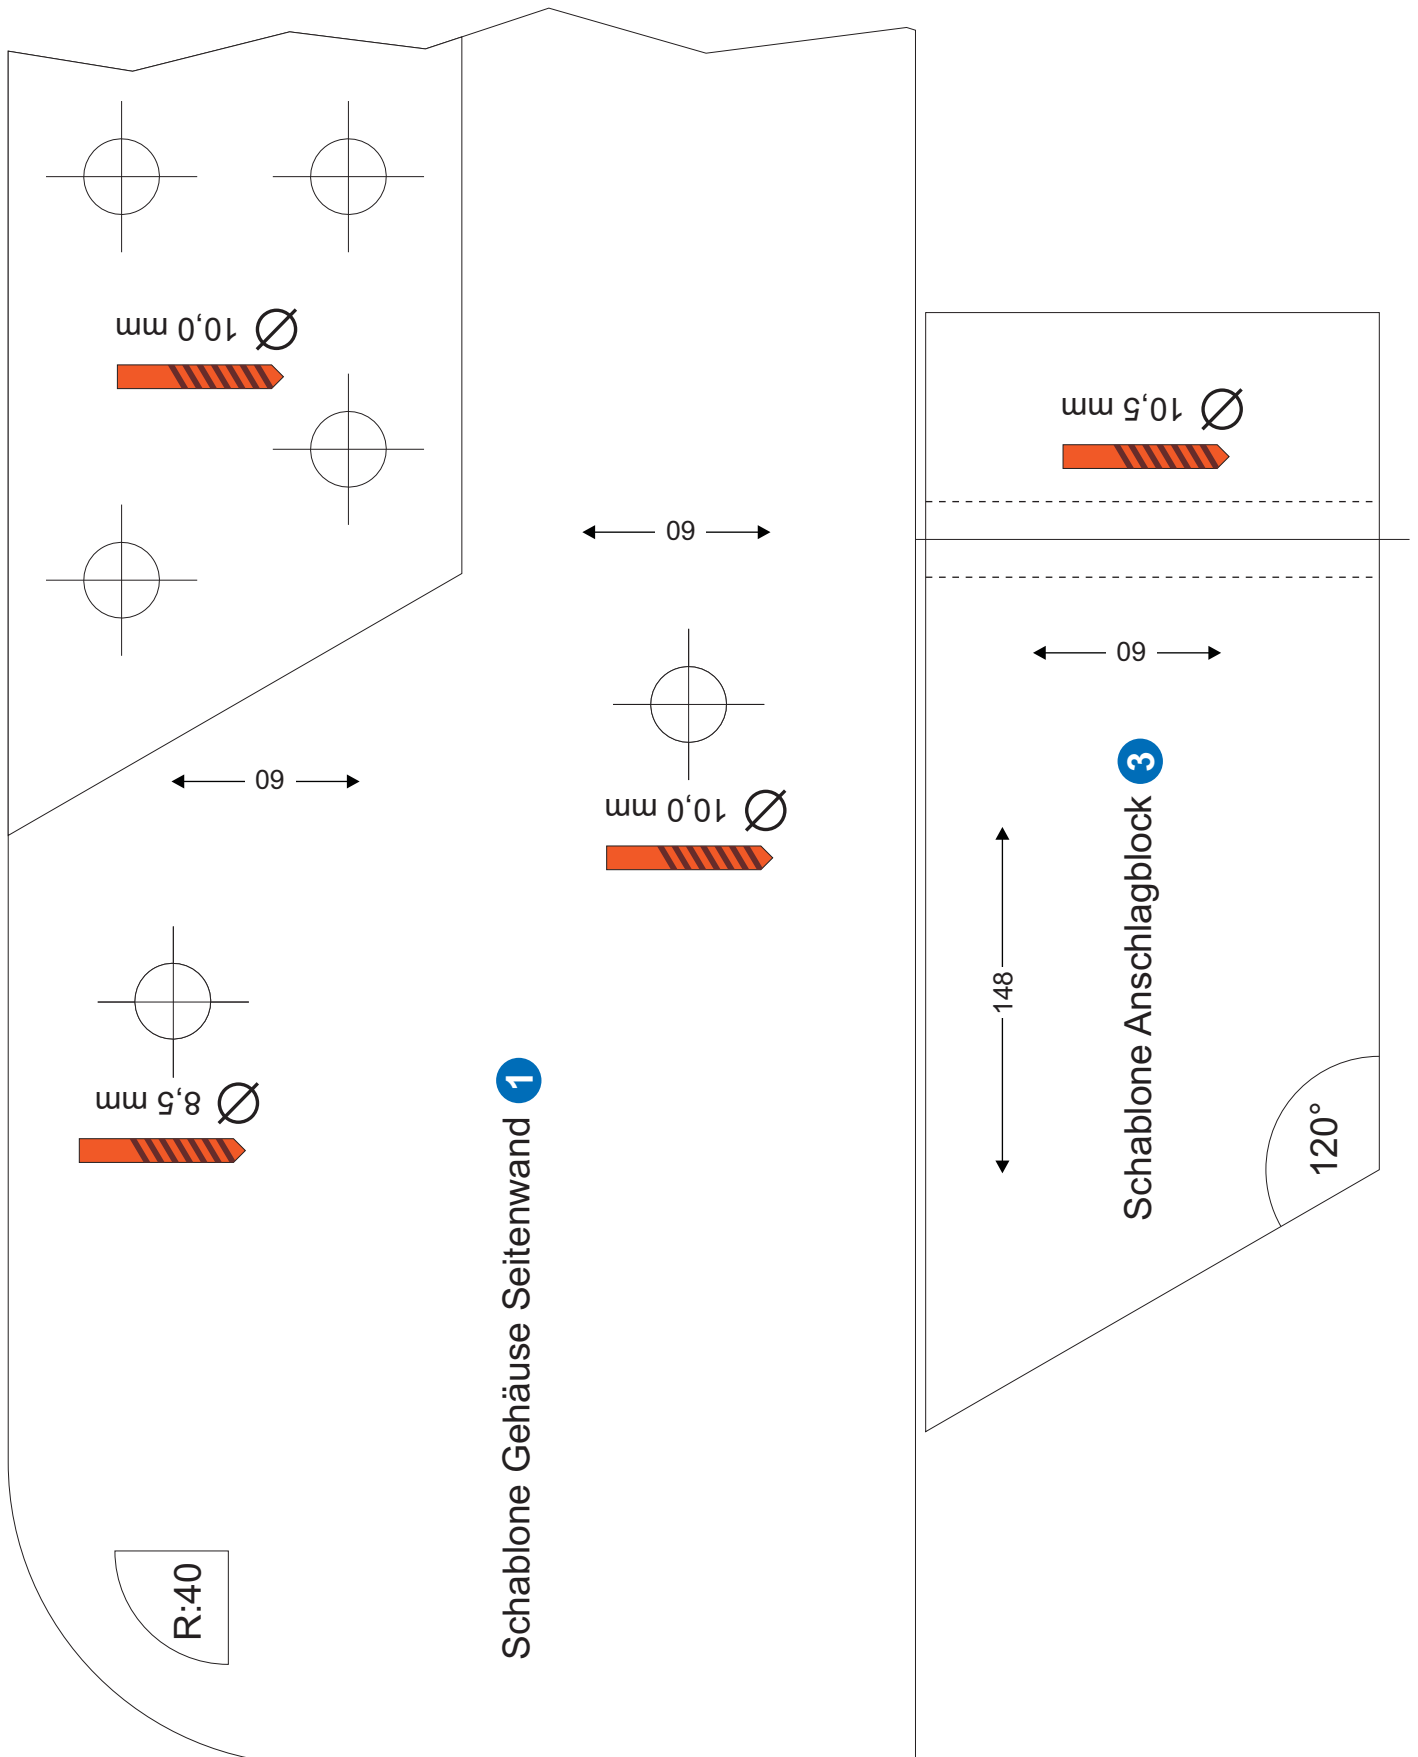 Ø 10,0 mm
60
60
Ø 10,0 mm
Ø 8,5 mm
Schablone Gehäuse Seitenwand 1
R:40
Ø 10,5 mm
60
Schablone Anschlagblock 3
148
120°